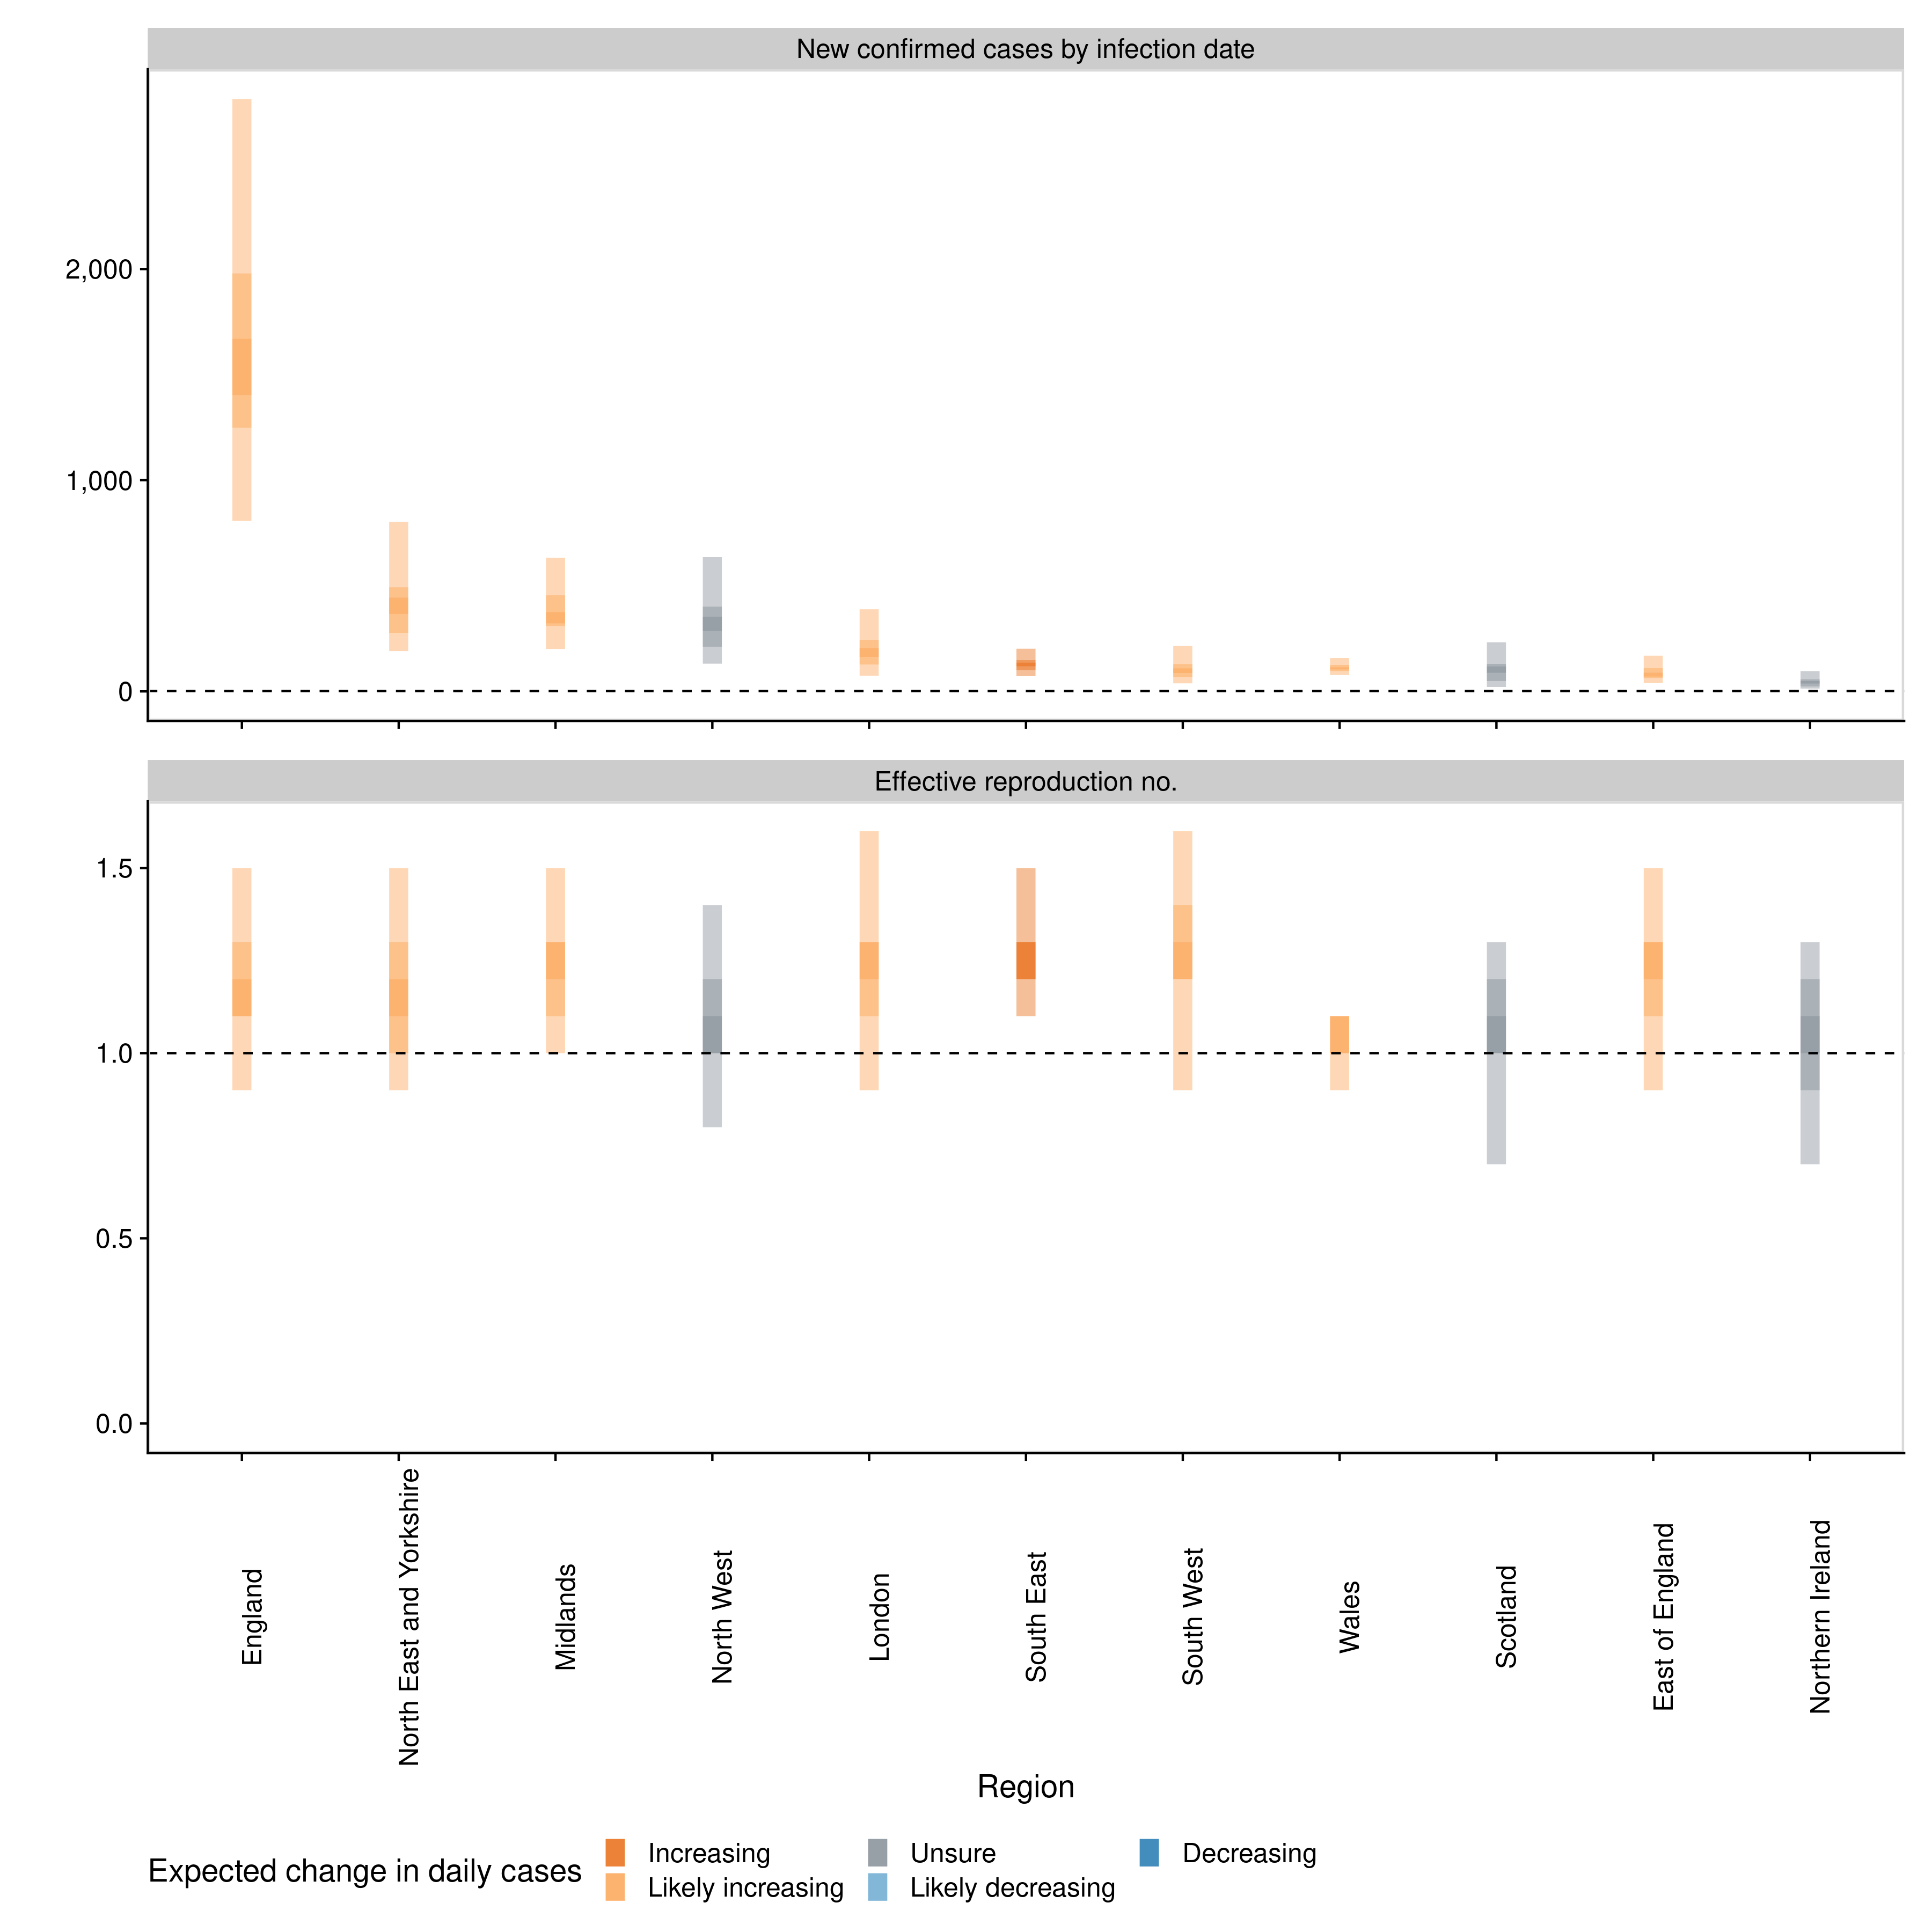 New confirmed cases by infection date
2,000
1,000
0
Effective reproduction no.
1.5
1.0
0.5
0.0
England
North East and Yorkshire
Midlands
North West
London
South East
South West
Wales
Scotland
East of England
Northern Ireland
Region
Expected change in daily cases
Increasing
Likely increasing
Unsure
Likely decreasing
Decreasing